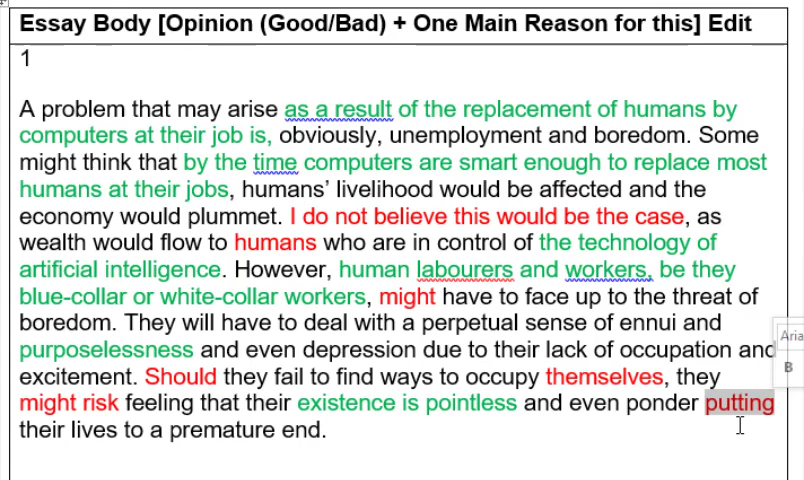 Essay Body [Opinion (Good/Bad) + One Main Reason for this] Edit
1
A problem that may arise as a result of the replacement of humans by
computers at their job is, obviously, unemployment and boredom. Some
might think that by the time computers are smart enough to replace most
humans at their jobs, humans’ livelihood would be affected and the
economy would plummet. I do not believe this would be the case, as
wealth would flow to humans who are in control of the technology of
artificial intelligence. However, human labourers and workers, be they
blue-collar or white-collar workers, might have to face up to the threat of
boredom. They will have to deal with a perpetual sense of ennui and
purposelessness and even depression due to their lack of occupation and
excitement. Should they fail to find ways to occupy themselves, they
might risk feeling that their existence is pointless and even ponder putting
their lives to a premature end.
Aria
B